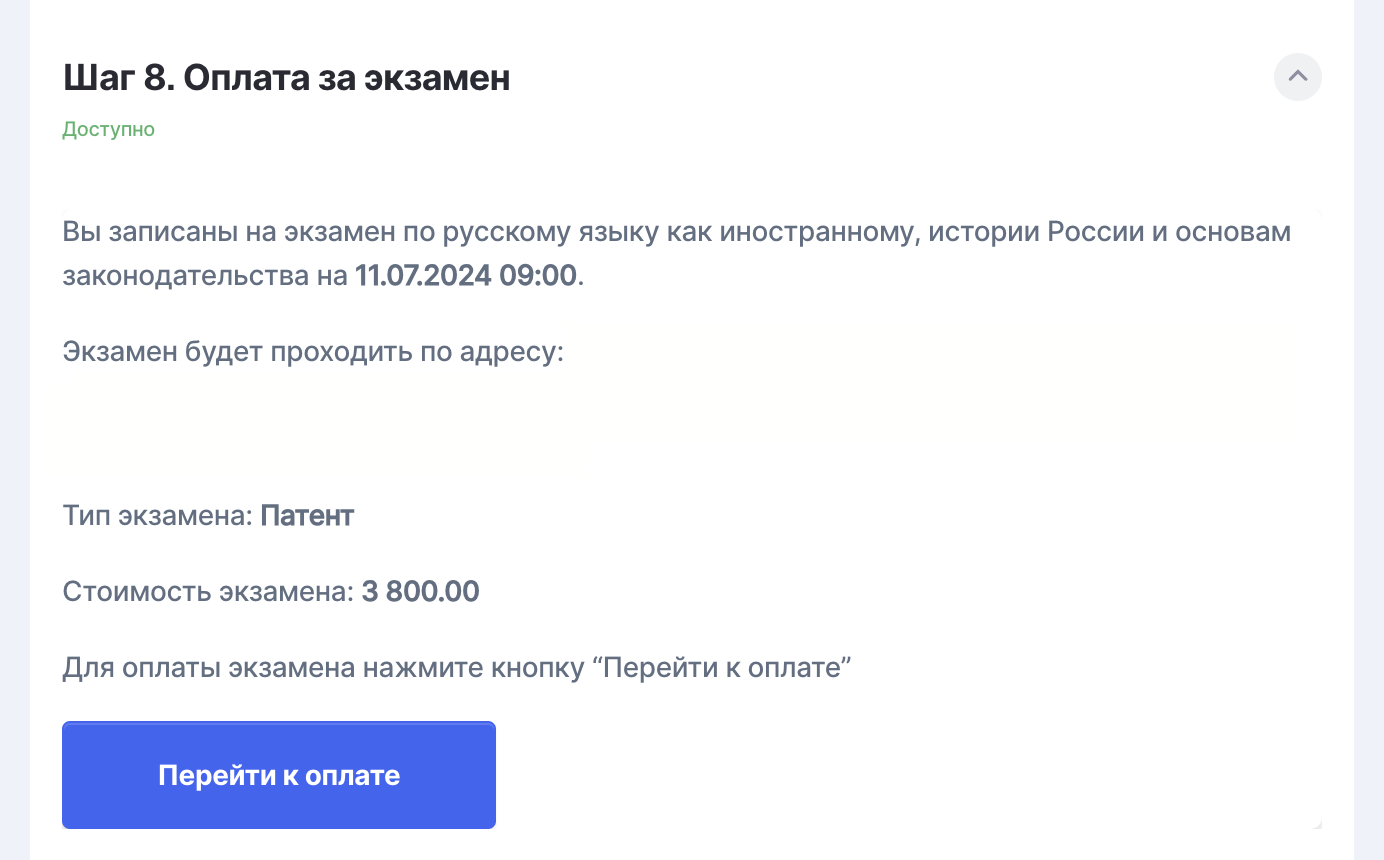 Шаг 8. Оплата за экзамен
Доступно
Вы записаны на экзамен по русскому языку как иностранному, истории России и основам
законодательства на 11.07.2024 09:00.
Экзамен будет проходить по адресу:
Тип экзамена: Патент
Стоимость экзамена: 3 800.00
Для оплаты экзамена нажмите кнопку “Перейти к оплате”
Перейти к оплате